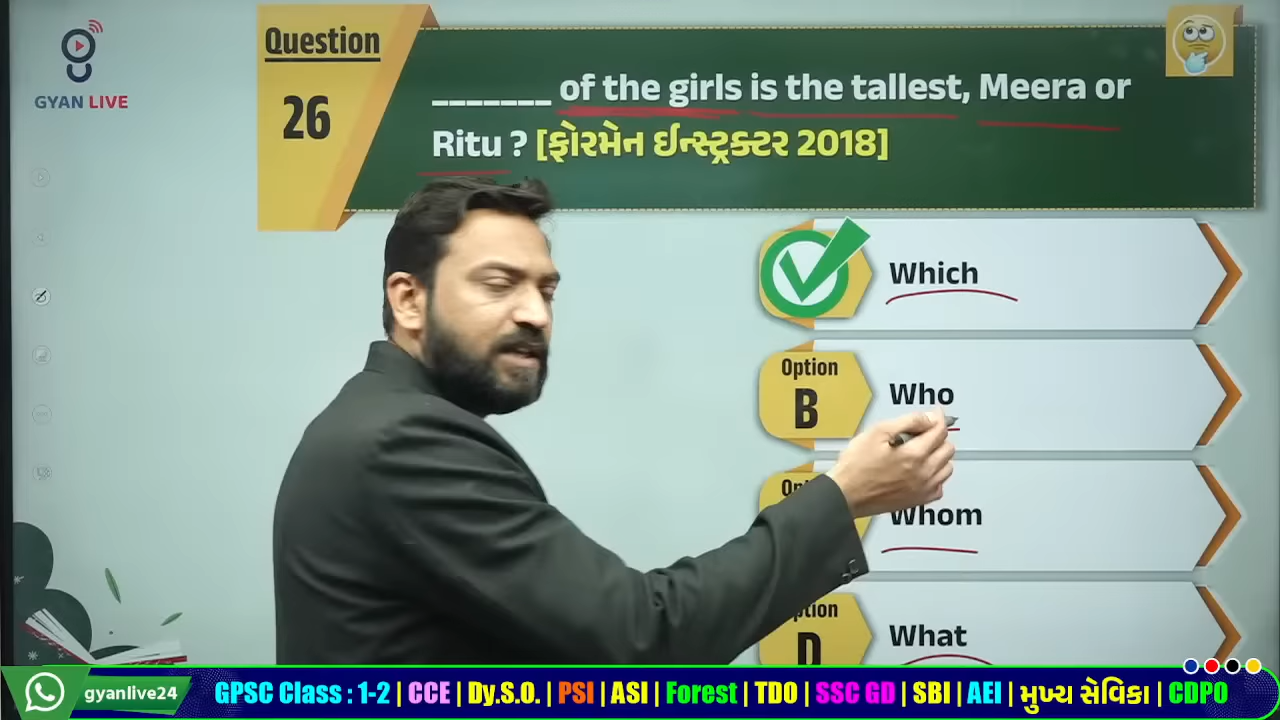 GYAN LIVE
Question
26
_______ of the girls is the tallest, Meera or
Ritu ? [ફોરમેન ઈન્સ્ટ્રક્ટર 2018]
Which
Option
B
Who
Whom
D
What
gyanlive24
GPSC Class : 1-2 | CCE | Dy.S.O. | PSI | ASI | Forest | TDO | SSC GD | SBI | AEI | મુખ્ય સેવિકા | CDPO